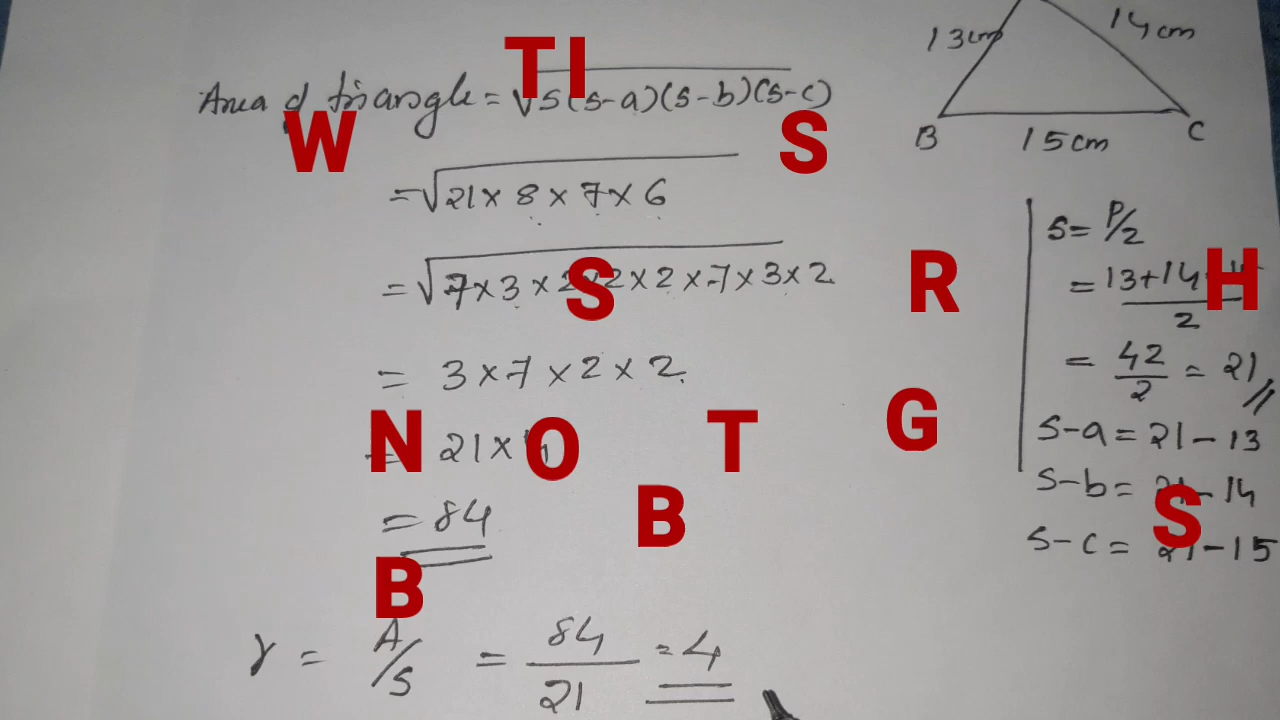 TI
W S
S R H
N O T G
B S
B
13cm 14cm
B 15cm C
Area of triangle = √s(s-a)(s-b)(s-c)
= √21 × 8 × 7 × 6
= √7 × 3 × 2 × 2 × 2 × 7 × 3 × 2
= 3 × 7 × 2 × 2
= 21 ×
= 84
r = A/s = 84/21 = 4
s = P/2
= 13+14
2
= 42/2 = 21
s-a = 21-13
s-b = 21-14
s-c = 21-15